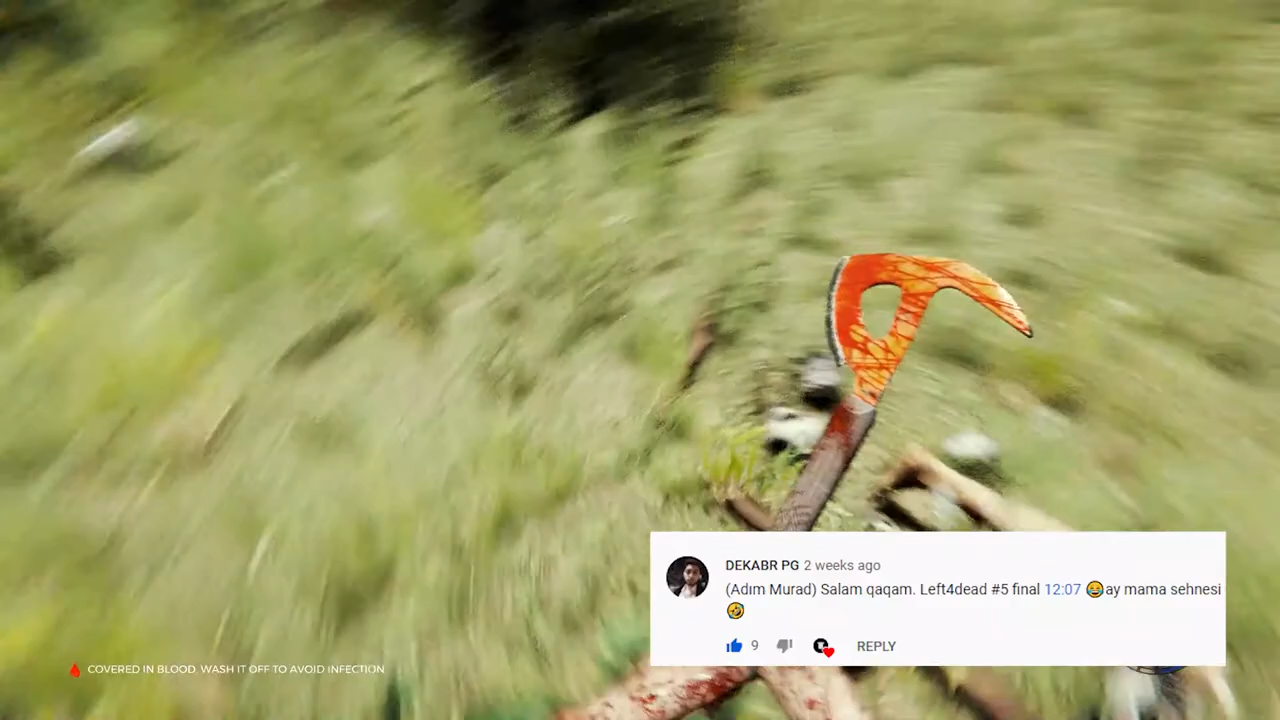 DEKABR PG 2 weeks ago
(Adım Murad) Salam qaqam. Left4dead #5 final 12:07 😂ay mama sehnesi
🤣
9 REPLY
COVERED IN BLOOD. WASH IT OFF TO AVOID INFECTION